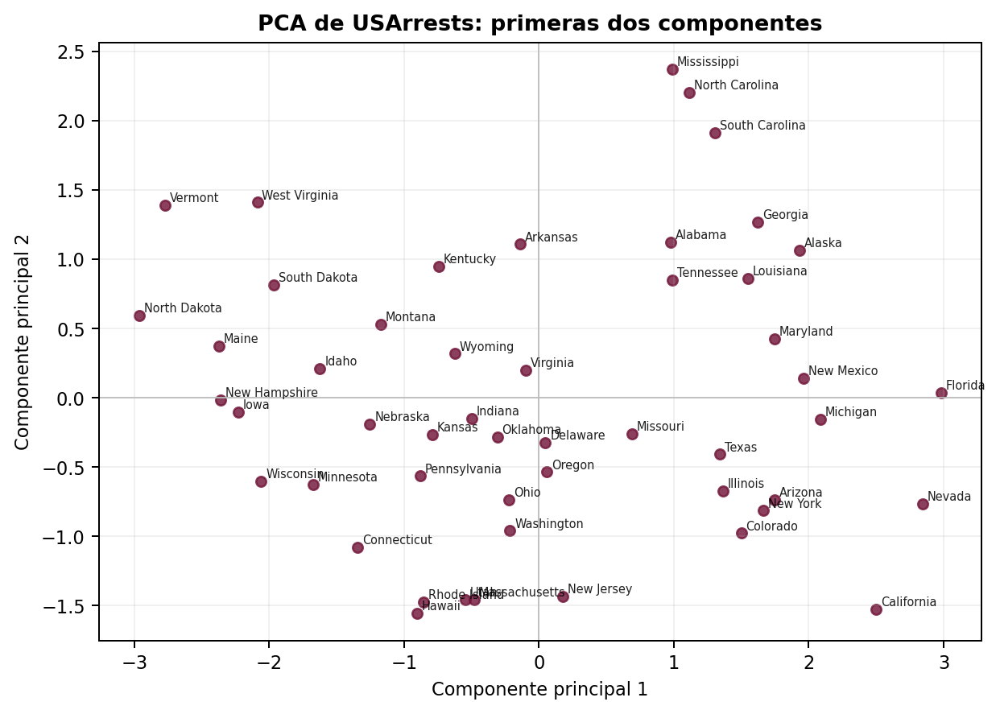 PCA de USArrests: primeras dos componentes
Componente principal 2
2.5
2.0
1.5
1.0
0.5
0.0
−0.5
−1.0
−1.5
Mississippi
North Carolina
South Carolina
Vermont
West Virginia
Georgia
Arkansas
Alabama
Alaska
Kentucky
Tennessee
Louisiana
South Dakota
North Dakota
Montana
Maryland
Maine
Wyoming
Idaho
Virginia
New Mexico
Florida
New Hampshire
Iowa
Nebraska
Indiana
Michigan
Kansas
Oklahoma
Delaware
Missouri
Texas
Wisconsin
Minnesota
Pennsylvania
Oregon
Illinois
Ohio
Arizona
New York
Nevada
Washington
Colorado
Connecticut
Rhode Island
Utah
Massachusetts
New Jersey
Hawaii
California
−3
−2
−1
0
1
2
3
Componente principal 1